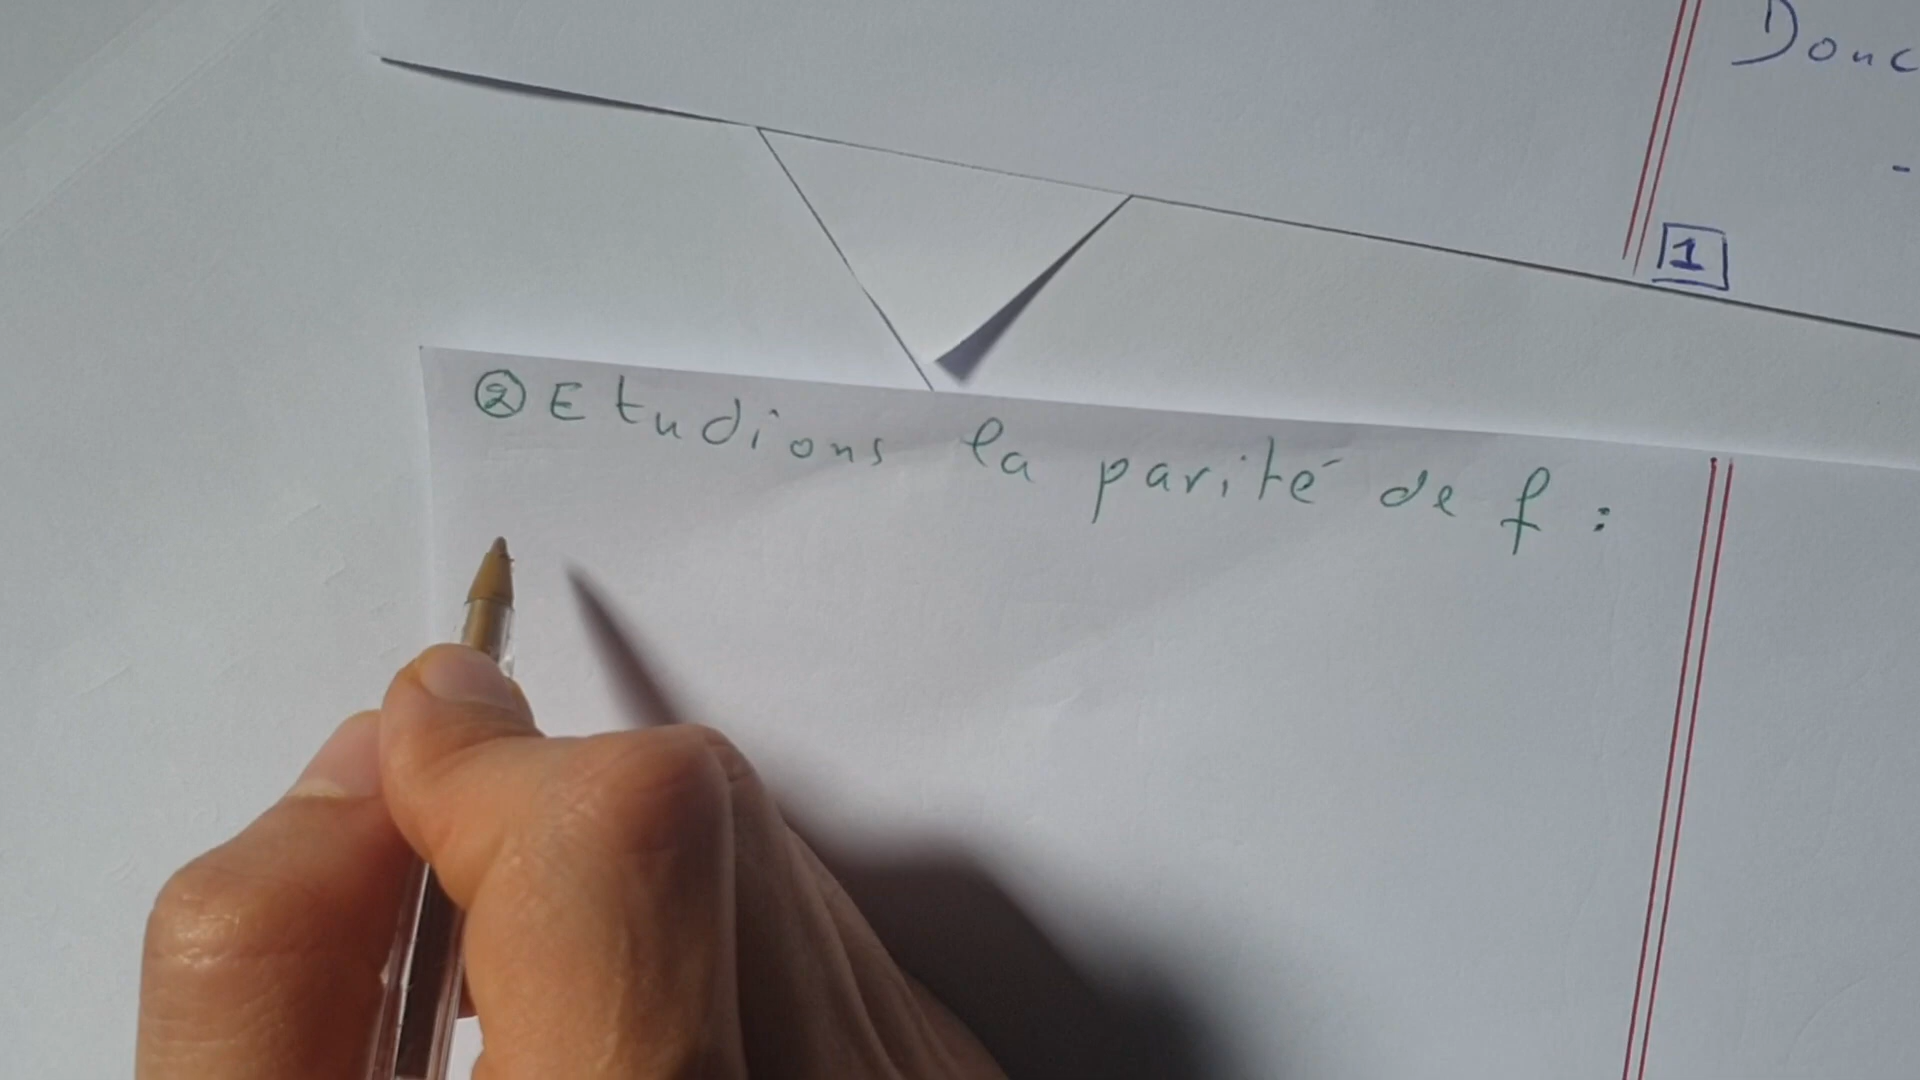 Donc
-
1
② Etudions la parité de f :